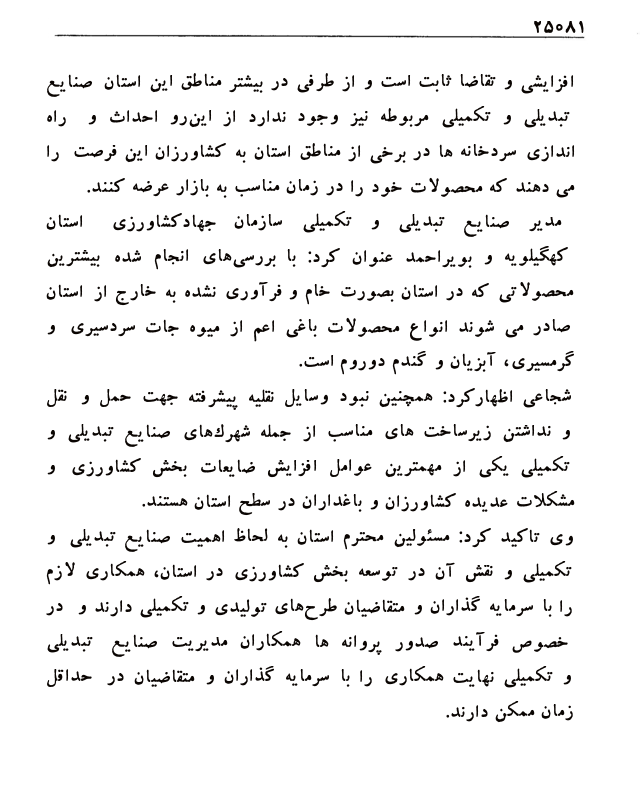 ۲۵۰۸۱
افزایشی و تقاضا ثابت است و از طرفی در بیشتر مناطق این استان صنایع
تبدیلی و تکمیلی مربوطه نیز وجود ندارد از این‌رو احداث و راه
اندازی سردخانه ها در برخی از مناطق استان به کشاورزان این فرصت را
می دهند که محصولات خود را در زمان مناسب به بازار عرضه کنند.
مدیر صنایع تبدیلی و تکمیلی سازمان جهادکشاورزی استان
کهگیلویه و بویراحمد عنوان کرد: با بررسی‌های انجام شده بیشترین
محصولاتی که در استان بصورت خام و فرآوری نشده به خارج از استان
صادر می شوند انواع محصولات باغی اعم از میوه جات سردسیری و
گرمسیری، آبزیان و گندم دوروم است.
شجاعی اظهارکرد: همچنین نبود وسایل نقلیه پیشرفته جهت حمل و نقل
و نداشتن زیرساخت های مناسب از جمله شهرك‌های صنایع تبدیلی و
تکمیلی یکی از مهمترین عوامل افزایش ضایعات بخش کشاورزی و
مشکلات عدیده کشاورزان و باغداران در سطح استان هستند.
وی تاکید کرد: مسئولین محترم استان به لحاظ اهمیت صنایع تبدیلی و
تکمیلی و نقش آن در توسعه بخش کشاورزی در استان، همکاری لازم
را با سرمایه گذاران و متقاضیان طرح‌های تولیدی و تکمیلی دارند و در
خصوص فرآیند صدور پروانه ها همکاران مدیریت صنایع تبدیلی
و تکمیلی نهایت همکاری را با سرمایه گذاران و متقاضیان در حداقل
زمان ممکن دارند.